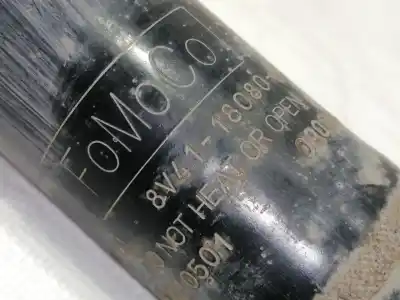 FoMoCo
8V41-18080-
NOT HEAT OR OPEN
0501